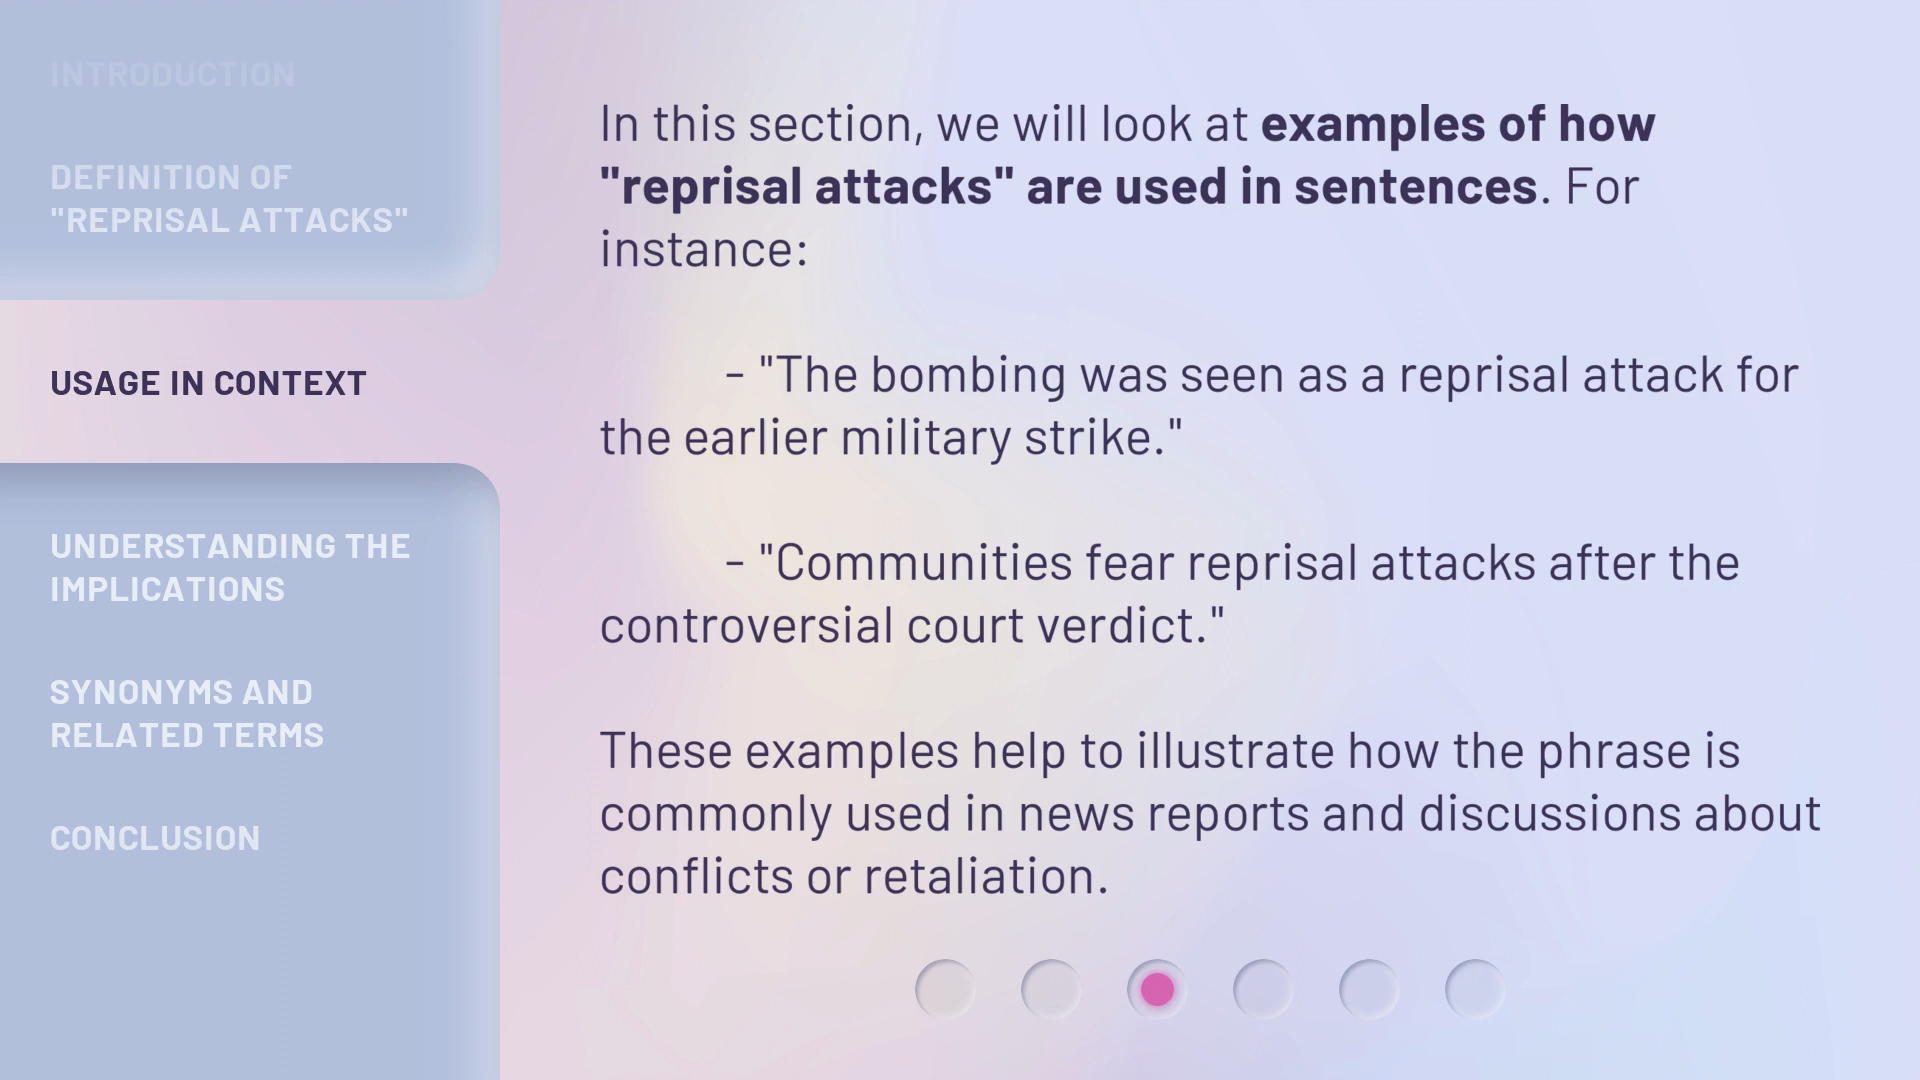 INTRODUCTION
DEFINITION OF
"REPRISAL ATTACKS"
USAGE IN CONTEXT
UNDERSTANDING THE
IMPLICATIONS
SYNONYMS AND
RELATED TERMS
CONCLUSION
In this section, we will look at examples of how
"reprisal attacks" are used in sentences. For
instance:
- "The bombing was seen as a reprisal attack for
the earlier military strike."
- "Communities fear reprisal attacks after the
controversial court verdict."
These examples help to illustrate how the phrase is
commonly used in news reports and discussions about
conflicts or retaliation.